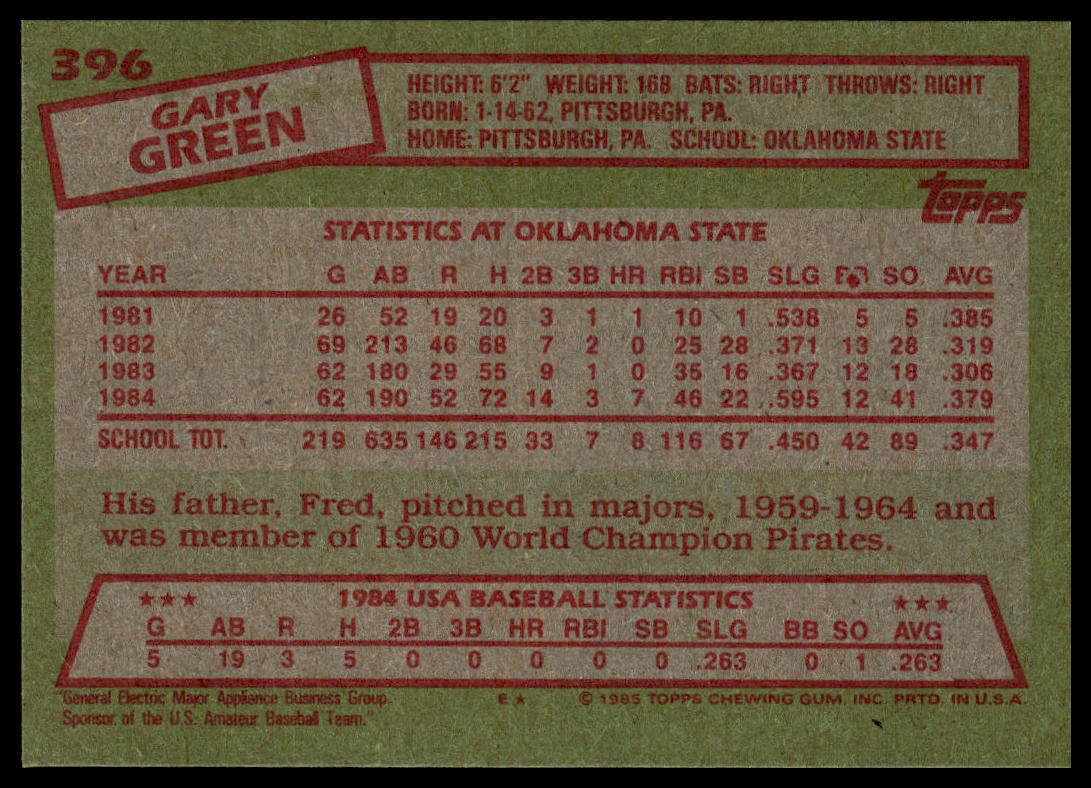 396
GARY
GREEN
HEIGHT: 6'2" WEIGHT: 168 BATS: RIGHT THROWS: RIGHT
BORN: 1-14-62, PITTSBURGH, PA.
HOME: PITTSBURGH, PA. SCHOOL: OKLAHOMA STATE
topps
STATISTICS AT OKLAHOMA STATE
YEAR G AB R H 2B 3B HR RBI SB SLG BB SO AVG
1981 26 52 19 20 3 1 1 10 1 .538 5 5 .385
1982 69 213 46 68 7 2 0 25 28 .371 13 28 .319
1983 62 180 29 55 9 1 0 35 16 .367 12 18 .306
1984 62 190 52 72 14 3 7 46 22 .595 12 41 .379
SCHOOL TOT. 219 635 146 215 33 7 8 116 67 .450 42 89 .347
His father, Fred, pitched in majors, 1959-1964 and
was member of 1960 World Champion Pirates.
★★★ 1984 USA BASEBALL STATISTICS ★★★
G AB R H 2B 3B HR RBI SB SLG BB SO AVG
5 19 3 5 0 0 0 0 0 .263 0 1 .263
"General Electric Major Appliance Business Group
Sponsor of the U.S. Amateur Baseball Team."
E★ © 1985 TOPPS CHEWING GUM, INC. PRTD. IN U.S.A.